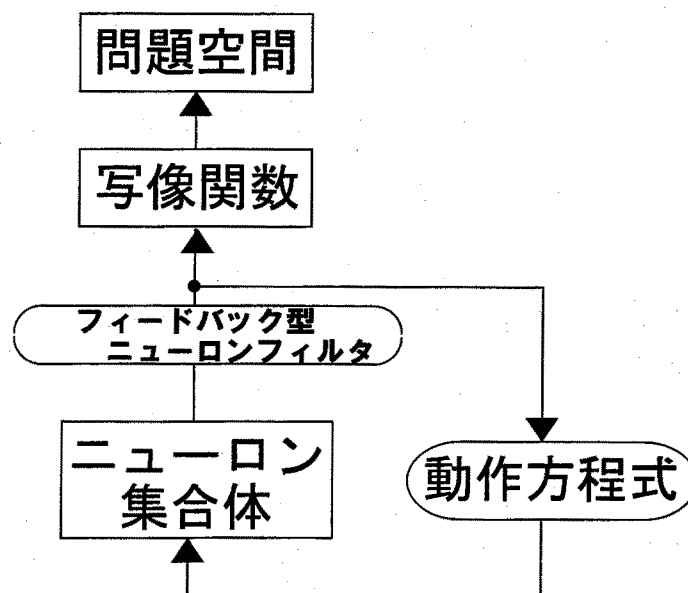 問題空間
写像関数
フィードバック型
ニューロンフィルタ
ニューロン
集合体
動作方程式